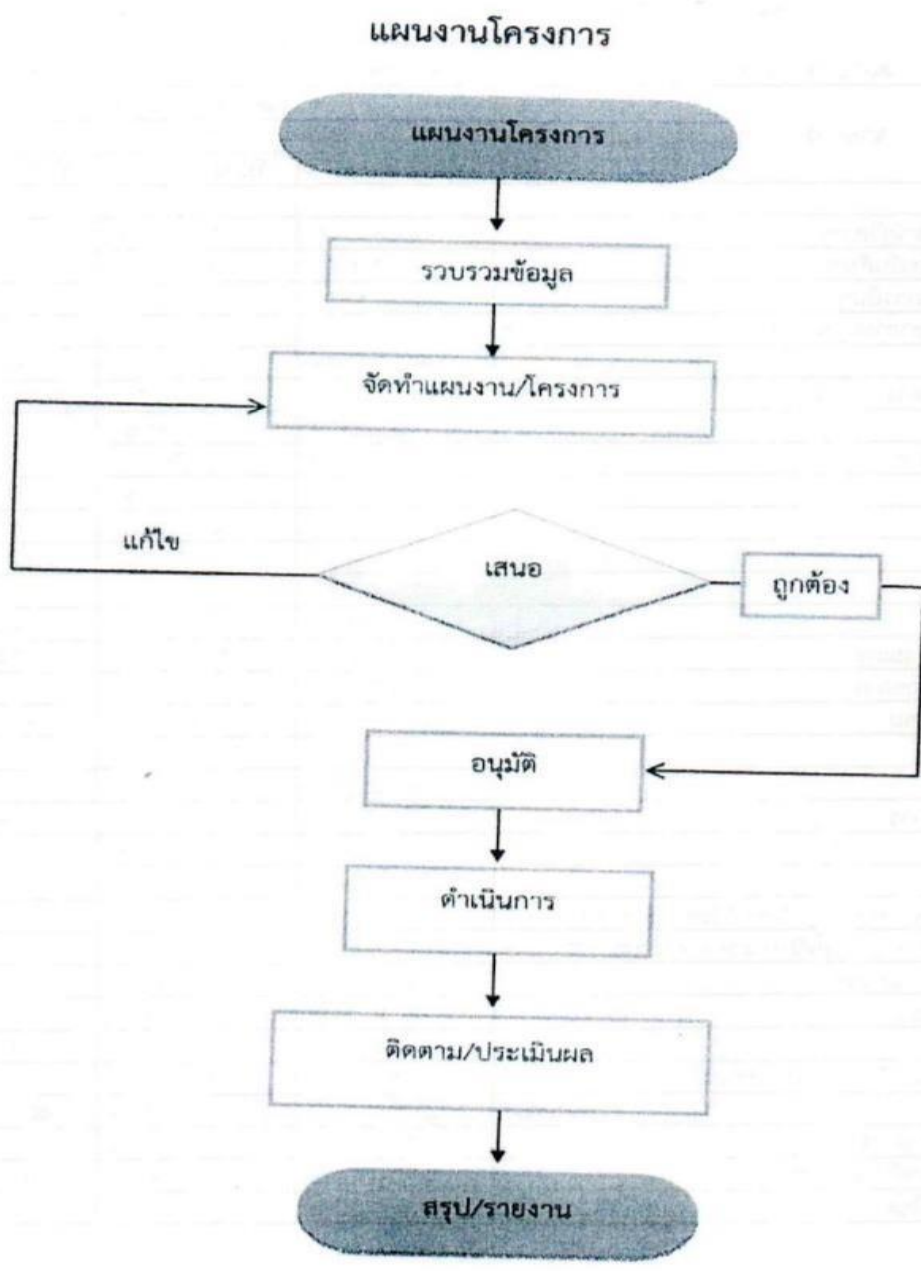 แผนงานโครงการ
แผนงานโครงการ
รวบรวมข้อมูล
จัดทำแผนงาน/โครงการ
แก้ไข
เสนอ
ถูกต้อง
อนุมัติ
ดำเนินการ
ติดตาม/ประเมินผล
สรุป/รายงาน